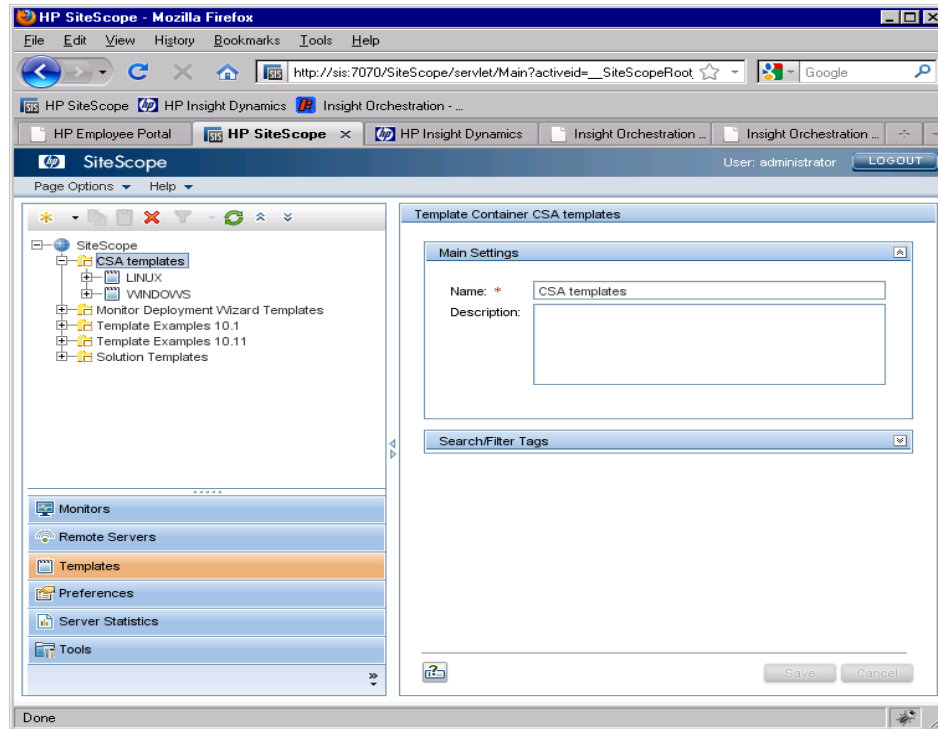 HP SiteScope - Mozilla Firefox
File Edit View History Bookmarks Tools Help
SIS http://sis:7070/SiteScope/servlet/Main?activeid=__SiteScopeRoot Google
SIS HP SiteScope HP Insight Dynamics Insight Orchestration - ...
HP Employee Portal SIS HP SiteScope HP Insight Dynamics Insight Orchestration ... Insight Orchestration ...
hp SiteScope User: administrator LOGOUT
Page Options Help
Template Container CSA templates
SiteScope
CSA templates
LINUX
WINDOWS
Monitor Deployment Wizard Templates
Template Examples 10.1
Template Examples 10.11
Solution Templates
Main Settings
Name: * CSA templates
Description:
Search/Filter Tags
Monitors
Remote Servers
Templates
Preferences
Server Statistics
Tools
Save Cancel
Done